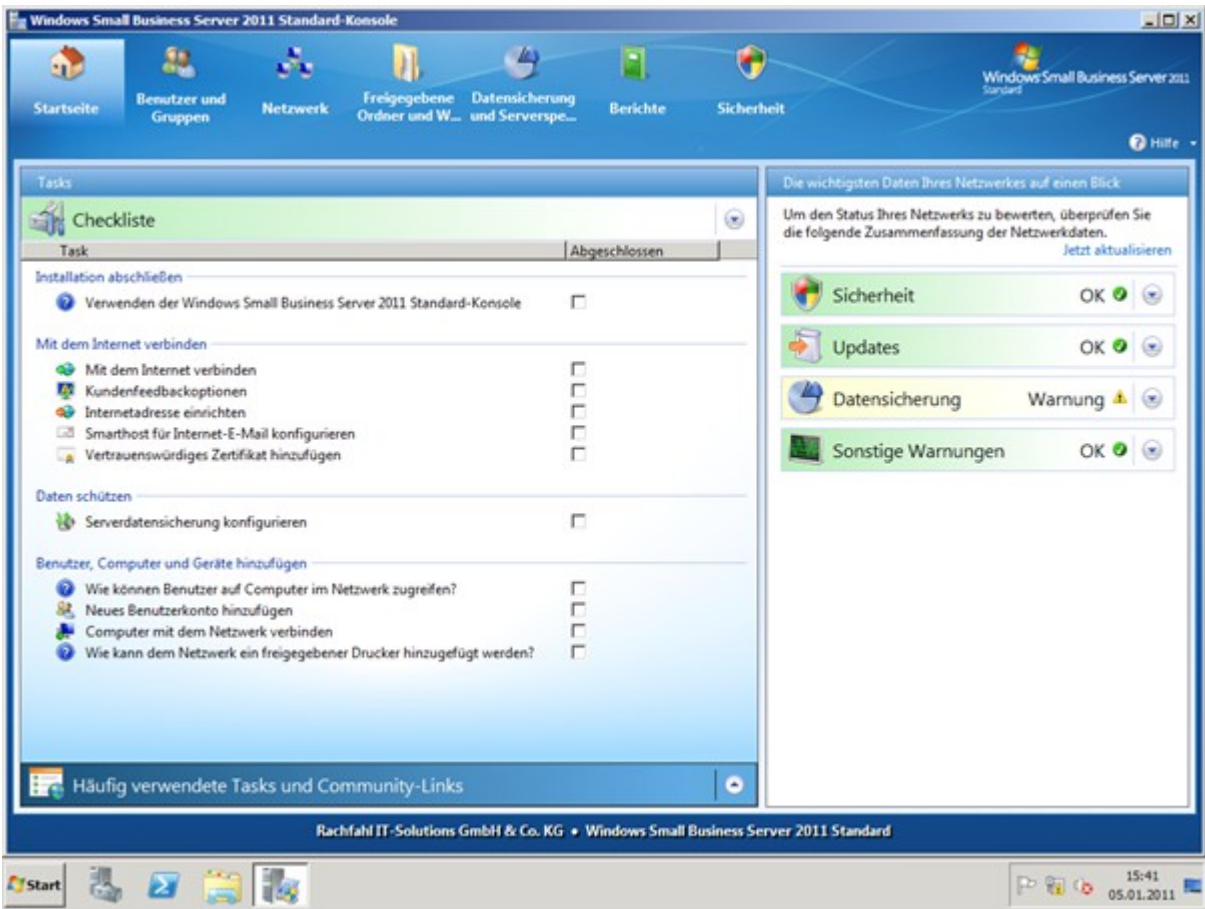 Windows Small Business Server 2011 Standard-Konsole
Startseite
Benutzer und
Gruppen
Netzwerk
Freigegebene
Ordner und W...
Datensicherung
und Serverspe...
Berichte
Sicherheit
Windows Small Business Server 2011
Standard
Hilfe
Tasks
Checkliste
Task Abgeschlossen
Installation abschließen
Verwenden der Windows Small Business Server 2011 Standard-Konsole
Mit dem Internet verbinden
Mit dem Internet verbinden
Kundenfeedbackoptionen
Internetadresse einrichten
Smarthost für Internet-E-Mail konfigurieren
Vertrauenswürdiges Zertifikat hinzufügen
Daten schützen
Serverdatensicherung konfigurieren
Benutzer, Computer und Geräte hinzufügen
Wie können Benutzer auf Computer im Netzwerk zugreifen?
Neues Benutzerkonto hinzufügen
Computer mit dem Netzwerk verbinden
Wie kann dem Netzwerk ein freigegebener Drucker hinzugefügt werden?
Häufig verwendete Tasks und Community-Links
Die wichtigsten Daten Ihres Netzwerkes auf einen Blick
Um den Status Ihres Netzwerks zu bewerten, überprüfen Sie
die folgende Zusammenfassung der Netzwerkdaten.
Jetzt aktualisieren
Sicherheit OK
Updates OK
Datensicherung Warnung
Sonstige Warnungen OK
Rachfahl IT-Solutions GmbH & Co. KG • Windows Small Business Server 2011 Standard
Start
15:41
05.01.2011